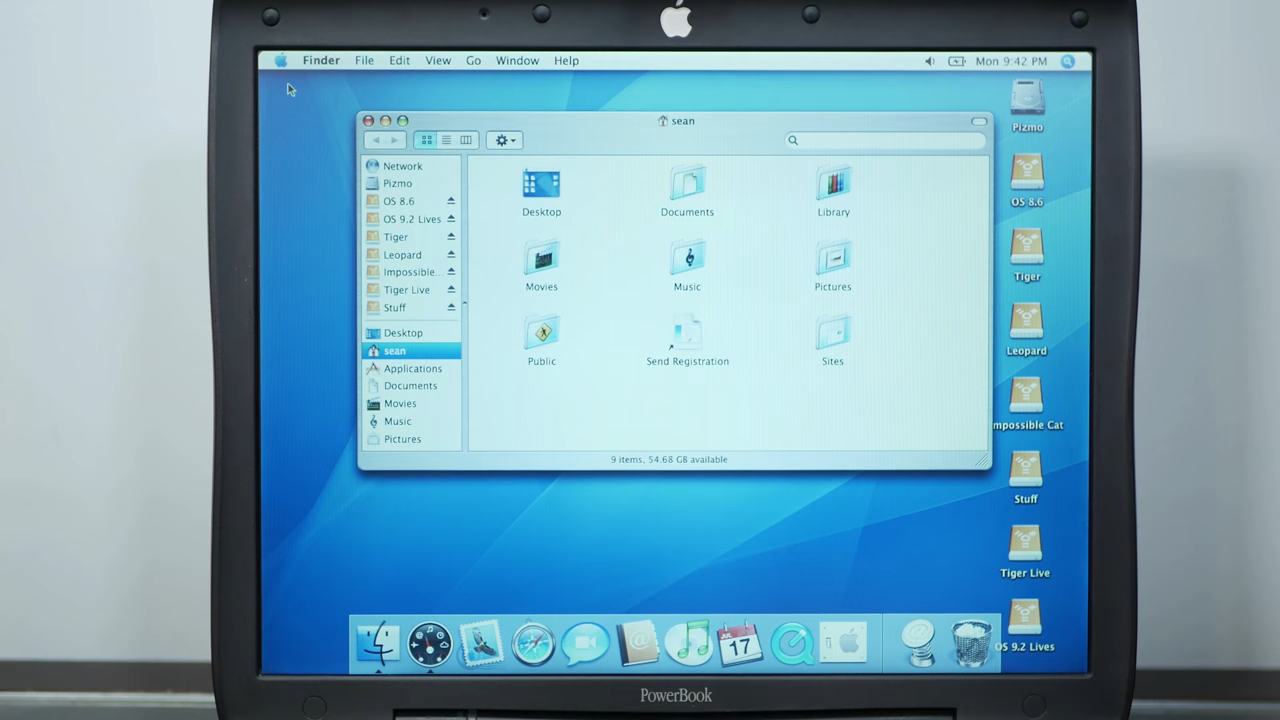 Finder File Edit View Go Window Help Mon 9:42 PM
sean
Network
Pizmo
OS 8.6
OS 9.2 Lives
Tiger
Leopard
Impossible...
Tiger Live
Stuff
Desktop
sean
Applications
Documents
Movies
Music
Pictures
Desktop Documents Library
Movies Music Pictures
Public Send Registration Sites
9 items, 54.68 GB available
Pizmo
OS 8.6
Tiger
Leopard
mpossible Cat
Stuff
Tiger Live
OS 9.2 Lives
JUL
17
PowerBook